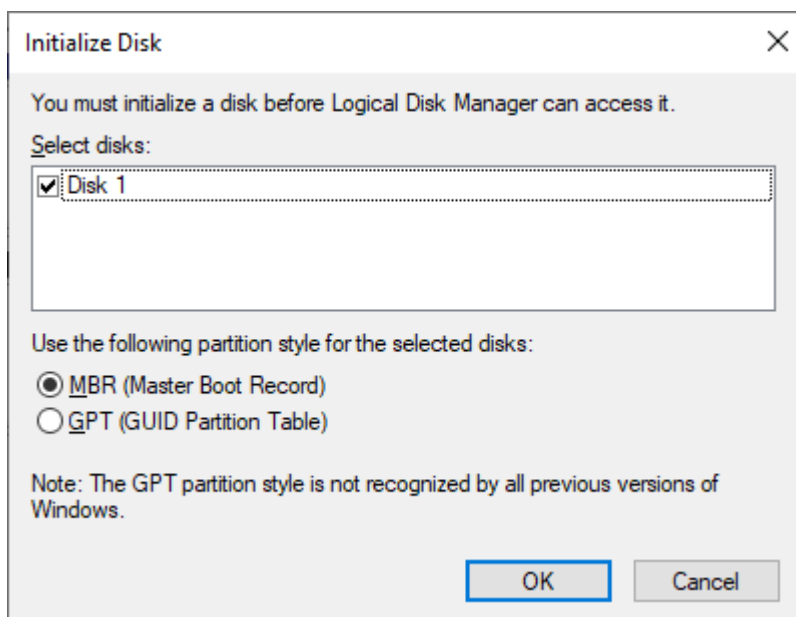 Initialize Disk
You must initialize a disk before Logical Disk Manager can access it.
Select disks:
Disk 1
Use the following partition style for the selected disks:
MBR (Master Boot Record)
GPT (GUID Partition Table)
Note: The GPT partition style is not recognized by all previous versions of
Windows.
OK
Cancel